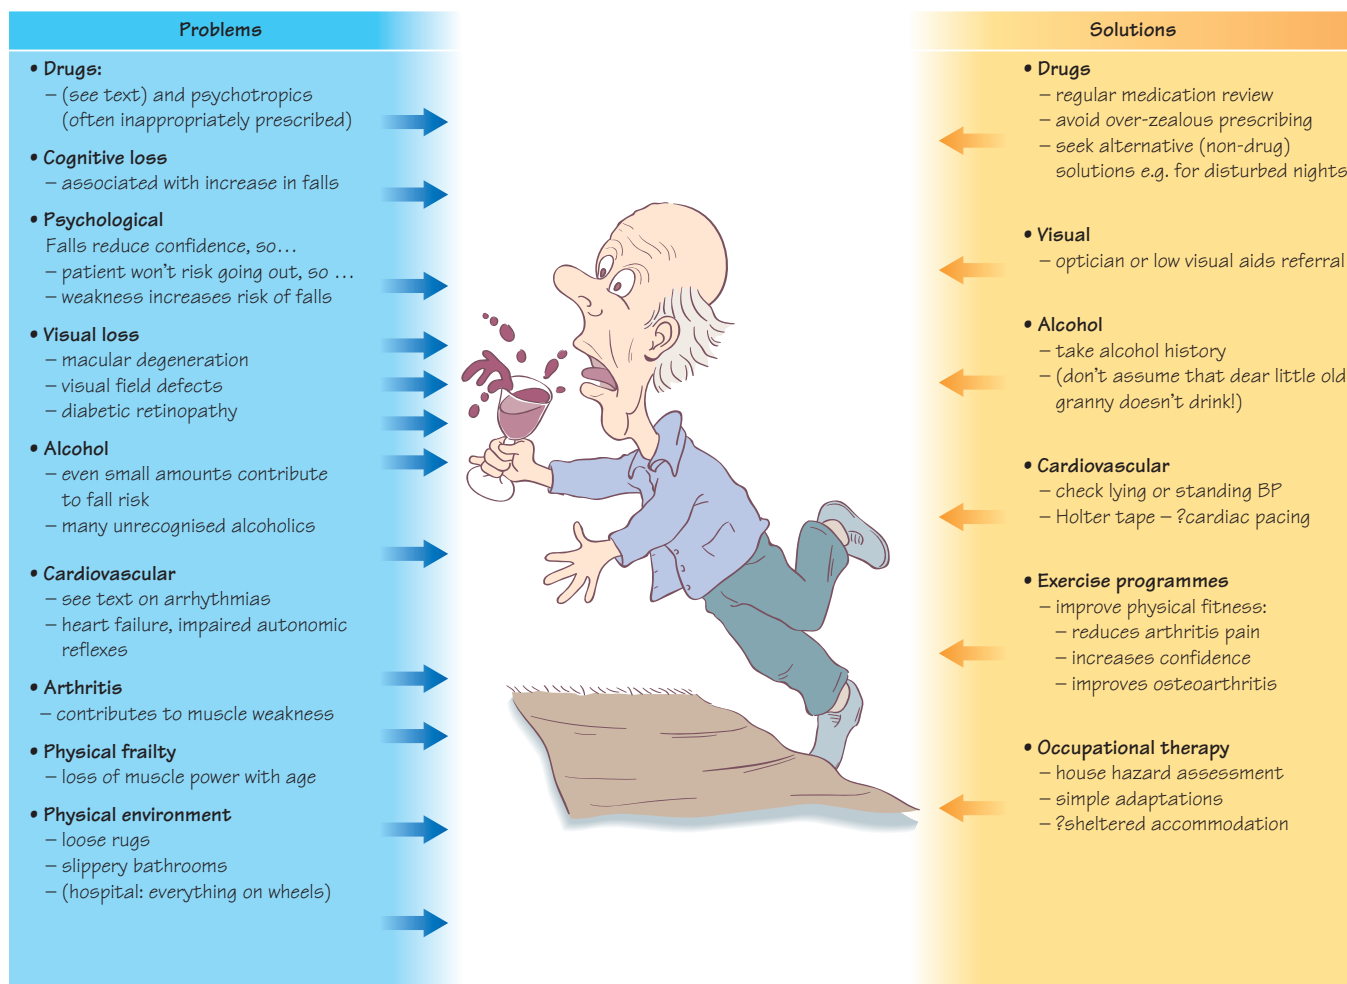 Problems
• Drugs:
– (see text) and psychotropics
(often inappropriately prescribed)
• Cognitive loss
– associated with increase in falls
• Psychological
Falls reduce confidence, so...
– patient won't risk going out, so ...
– weakness increases risk of falls
• Visual loss
– macular degeneration
– visual field defects
– diabetic retinopathy
• Alcohol
– even small amounts contribute
to fall risk
– many unrecognised alcoholics
• Cardiovascular
– see text on arrhythmias
– heart failure, impaired autonomic
reflexes
• Arthritis
– contributes to muscle weakness
• Physical frailty
– loss of muscle power with age
• Physical environment
– loose rugs
– slippery bathrooms
– (hospital: everything on wheels)
Solutions
• Drugs
– regular medication review
– avoid over-zealous prescribing
– seek alternative (non-drug)
solutions e.g. for disturbed nights
• Visual
– optician or low visual aids referral
• Alcohol
– take alcohol history
– (don't assume that dear little old
granny doesn't drink!)
• Cardiovascular
– check lying or standing BP
– Holter tape – ?cardiac pacing
• Exercise programmes
– improve physical fitness:
– reduces arthritis pain
– increases confidence
– improves osteoarthritis
• Occupational therapy
– house hazard assessment
– simple adaptations
– ?sheltered accommodation